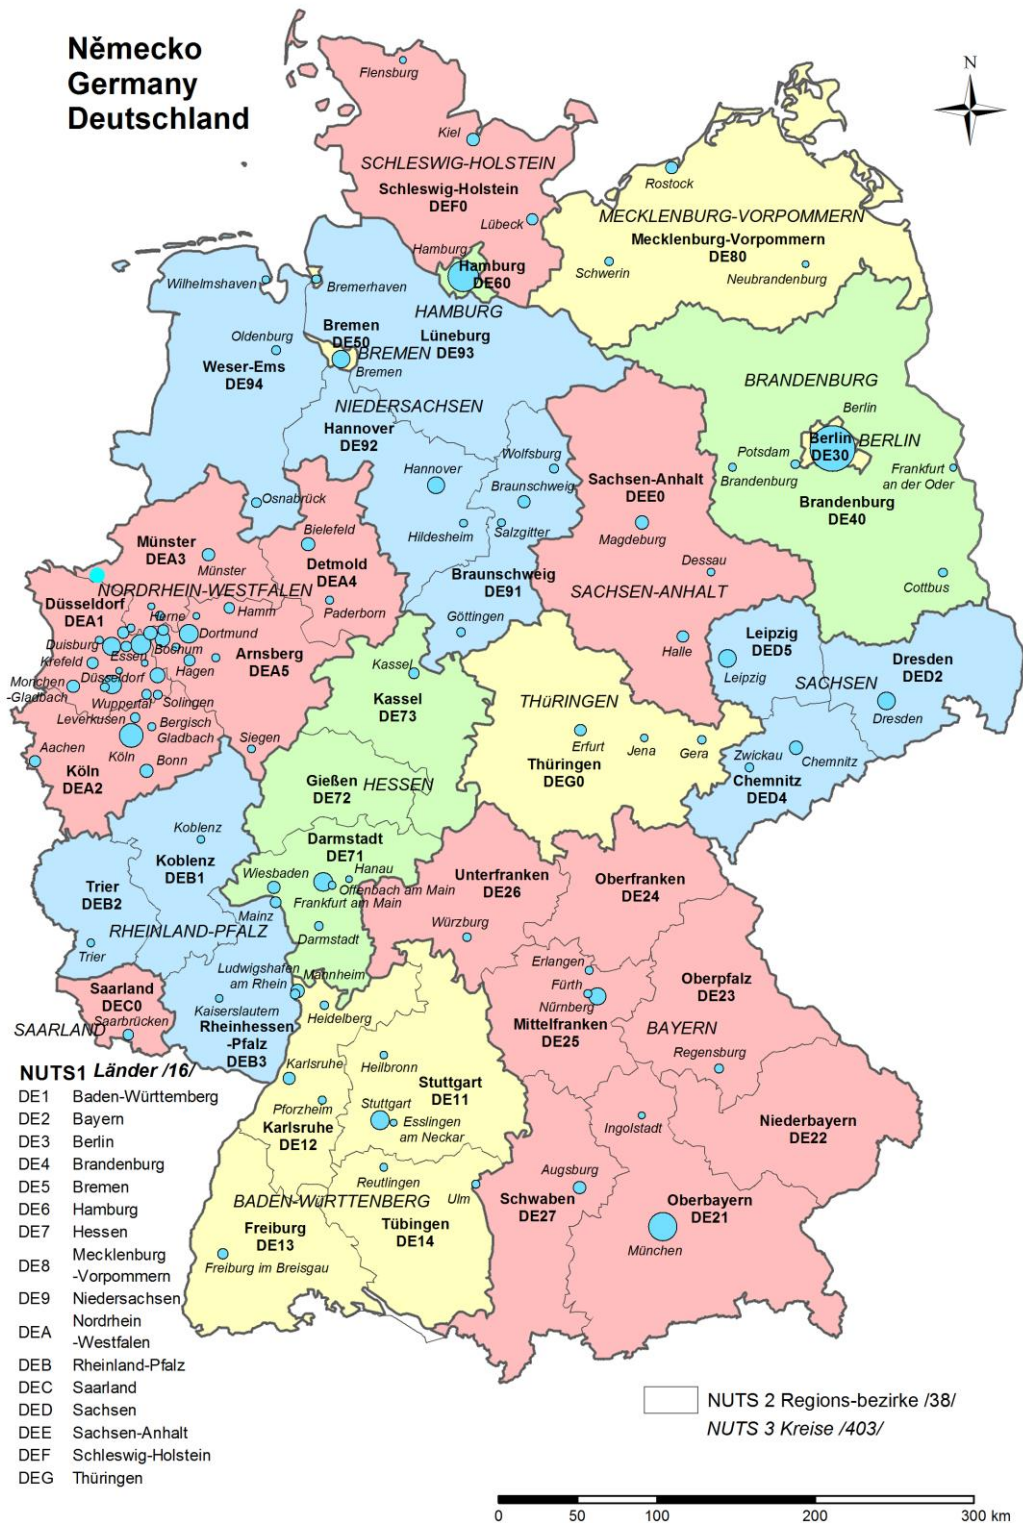 Německo
Germany
Deutschland
N
Flensburg
Kiel
SCHLESWIG-HOLSTEIN
Schleswig-Holstein
DEF0
Lübeck
Rostock
MECKLENBURG-VORPOMMERN
Mecklenburg-Vorpommern
DE80
Schwerin
Neubrandenburg
Hamburg
Hamburg
DE60
HAMBURG
Wilhelmshaven
Bremerhaven
Bremen
DE50
BREMEN
Bremen
Lüneburg
DE93
Oldenburg
Weser-Ems
DE94
NIEDERSACHSEN
Hannover
DE92
Hannover
Wolfsburg
Braunschweig
Hildesheim
Salzgitter
Braunschweig
DE91
Göttingen
Osnabrück
BRANDENBURG
Berlin
Berlin
DE30
BERLIN
Potsdam
Brandenburg
Frankfurt
an der Oder
Brandenburg
DE40
Cottbus
Sachsen-Anhalt
DEE0
Magdeburg
Dessau
SACHSEN-ANHALT
Halle
Münster
DEA3
Münster
Bielefeld
Detmold
DEA4
Paderborn
NORDRHEIN-WESTFALEN
Düsseldorf
DEA1
Herne
Hamm
Dortmund
Duisburg
Essen
Bochum
Arnsberg
DEA5
Krefeld
Hagen
Mönchen
-Gladbach
Düsseldorf
Wuppertal
Solingen
Leverkusen
Bergisch
Gladbach
Aachen
Köln
Köln
DEA2
Bonn
Siegen
Kassel
Kassel
DE73
Gießen
DE72
HESSEN
Darmstadt
DE71
Wiesbaden
Hanau
Offenbach am Main
Frankfurt am Main
Mainz
Darmstadt
THüRINGEN
Erfurt
Jena
Gera
Thüringen
DEG0
Leipzig
DED5
Leipzig
SACHSEN
Dresden
DED2
Dresden
Zwickau
Chemnitz
Chemnitz
DED4
Koblenz
Koblenz
DEB1
Trier
DEB2
RHEINLAND-PFALZ
Trier
Saarland
DEC0
Saarbrücken
SAARLAND
Ludwigshafen
am Rhein
Mannheim
Kaiserslautern
Rheinhessen
-Pfalz
DEB3
Heidelberg
Unterfranken
DE26
Würzburg
Oberfranken
DE24
Erlangen
Fürth
Nürnberg
Mittelfranken
DE25
Oberpfalz
DE23
BAYERN
Regensburg
Niederbayern
DE22
Ingolstadt
Augsburg
Schwaben
DE27
Oberbayern
DE21
München
Karlsruhe
Heilbronn
Stuttgart
DE11
Pforzheim
Stuttgart
Esslingen
am Neckar
Karlsruhe
DE12
Reutlingen
Ulm
BADEN-WüRTTENBERG
Freiburg
DE13
Tübingen
DE14
Freiburg im Breisgau
NUTS1 Länder /16/
DE1 Baden-Württemberg
DE2 Bayern
DE3 Berlin
DE4 Brandenburg
DE5 Bremen
DE6 Hamburg
DE7 Hessen
DE8 Mecklenburg
-Vorpommern
DE9 Niedersachsen
DEA Nordrhein
-Westfalen
DEB Rheinland-Pfalz
DEC Saarland
DED Sachsen
DEE Sachsen-Anhalt
DEF Schleswig-Holstein
DEG Thüringen
NUTS 2 Regions-bezirke /38/
NUTS 3 Kreise /403/
0 50 100 200 300 km